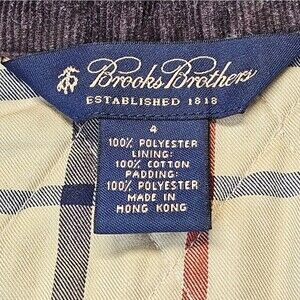 Brooks Brothers
ESTABLISHED 1818
4
100% POLYESTER
LINING:
100% COTTON
PADDING:
100% POLYESTER
MADE IN
HONG KONG